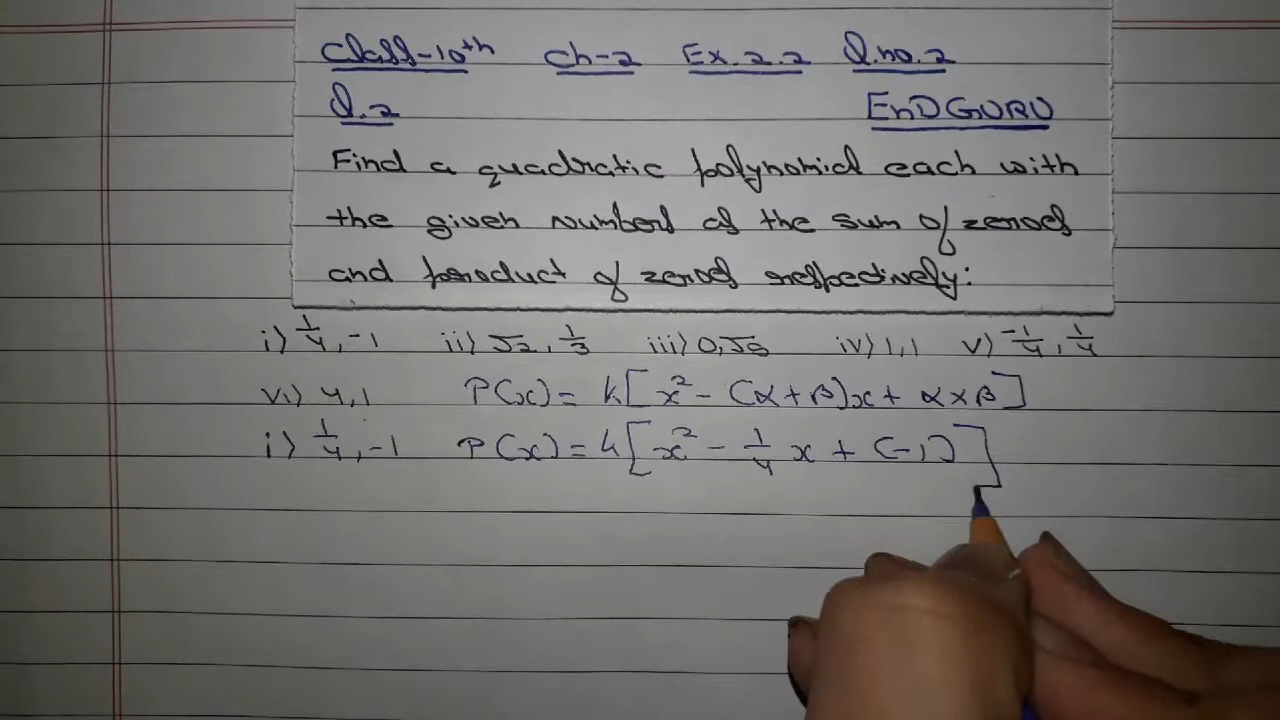 Class-10th Ch-2 Ex.2.2 Q.no.2
Q.2 EnD GURU
Find a quadratic polynomial each with
the given numbers as the sum of zeroes
and product of zeroes respectively:
i) 1/4, -1 ii) √2, 1/3 iii) 0, √5 iv) 1, 1 v) -1/4, 1/4
vi) 4, 1 P(x) = k[x² - (α + β)x + α × β]
i) 1/4, -1 P(x) = k[x² - 1/4 x + (-1)]